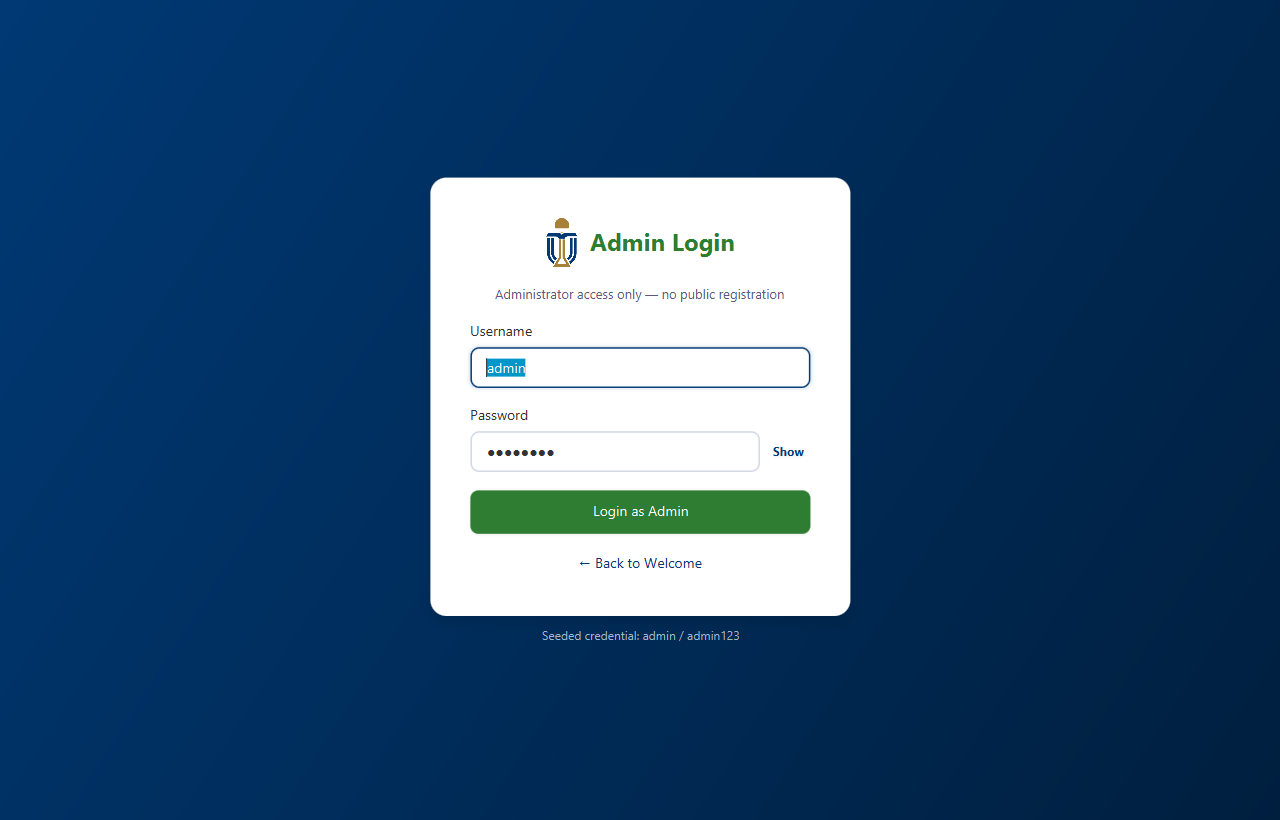 Admin Login
Administrator access only — no public registration
Username
admin
Password
●●●●●●●●
Show
Login as Admin
← Back to Welcome
Seeded credential: admin / admin123